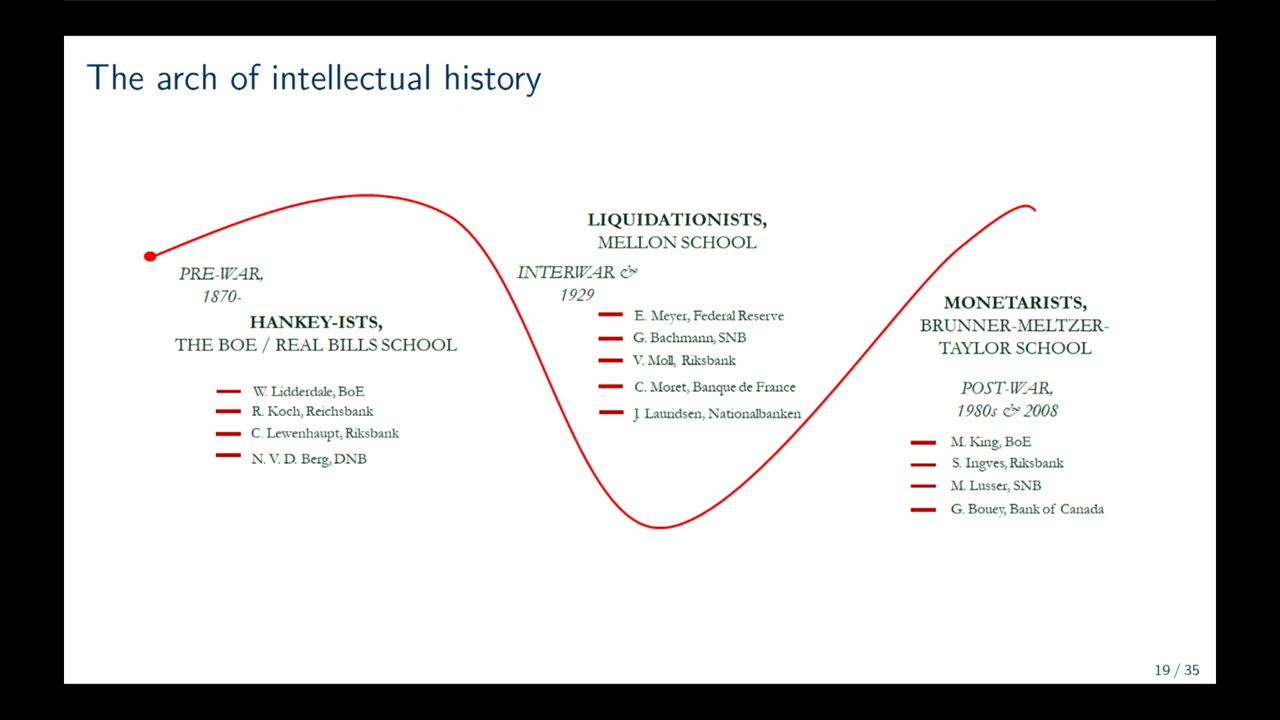 The arch of intellectual history
PRE-WAR,
1870-
HANKEY-ISTS,
THE BOE / REAL BILLS SCHOOL
W. Lidderdale, BoE
R. Koch, Reichsbank
C. Lewenhaupt, Riksbank
N. V. D. Berg, DNB
LIQUIDATIONISTS,
MELLON SCHOOL
INTERWAR &
1929
E. Meyer, Federal Reserve
G. Bachmann, SNB
V. Moll, Riksbank
C. Moret, Banque de France
J. Lauridsen, Nationalbanken
MONETARISTS,
BRUNNER-MELTZER-
TAYLOR SCHOOL
POST-WAR,
1980s & 2008
M. King, BoE
S. Ingves, Riksbank
M. Lusser, SNB
G. Bouey, Bank of Canada
19 / 35